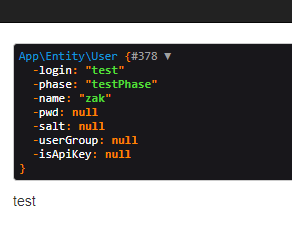 App\Entity\User {#378 ▼
-login: "test"
-phase: "testPhase"
-name: "zak"
-pwd: null
-salt: null
-userGroup: null
-isApiKey: null
}
test